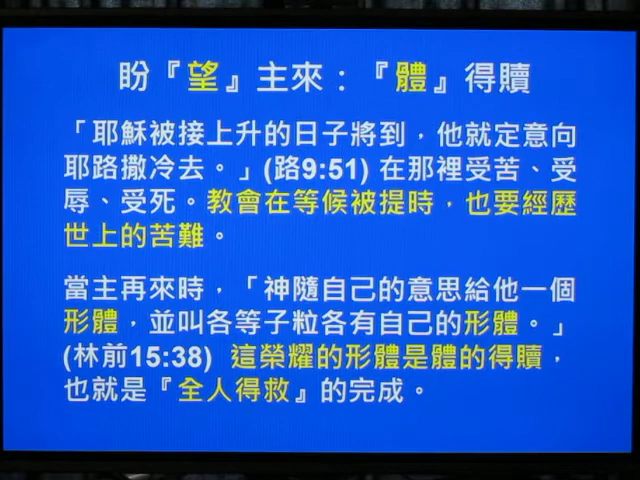 盼『望』主來：『體』得贖
「耶穌被接上升的日子將到，他就定意向
耶路撒冷去。」(路9:51) 在那裡受苦、受
辱、受死。教會在等候被提時，也要經歷
世上的苦難。
當主再來時，「神隨自己的意思給他一個
形體，並叫各等子粒各有自己的形體。」
(林前15:38) 這榮耀的形體是體的得贖，
也就是『全人得救』的完成。